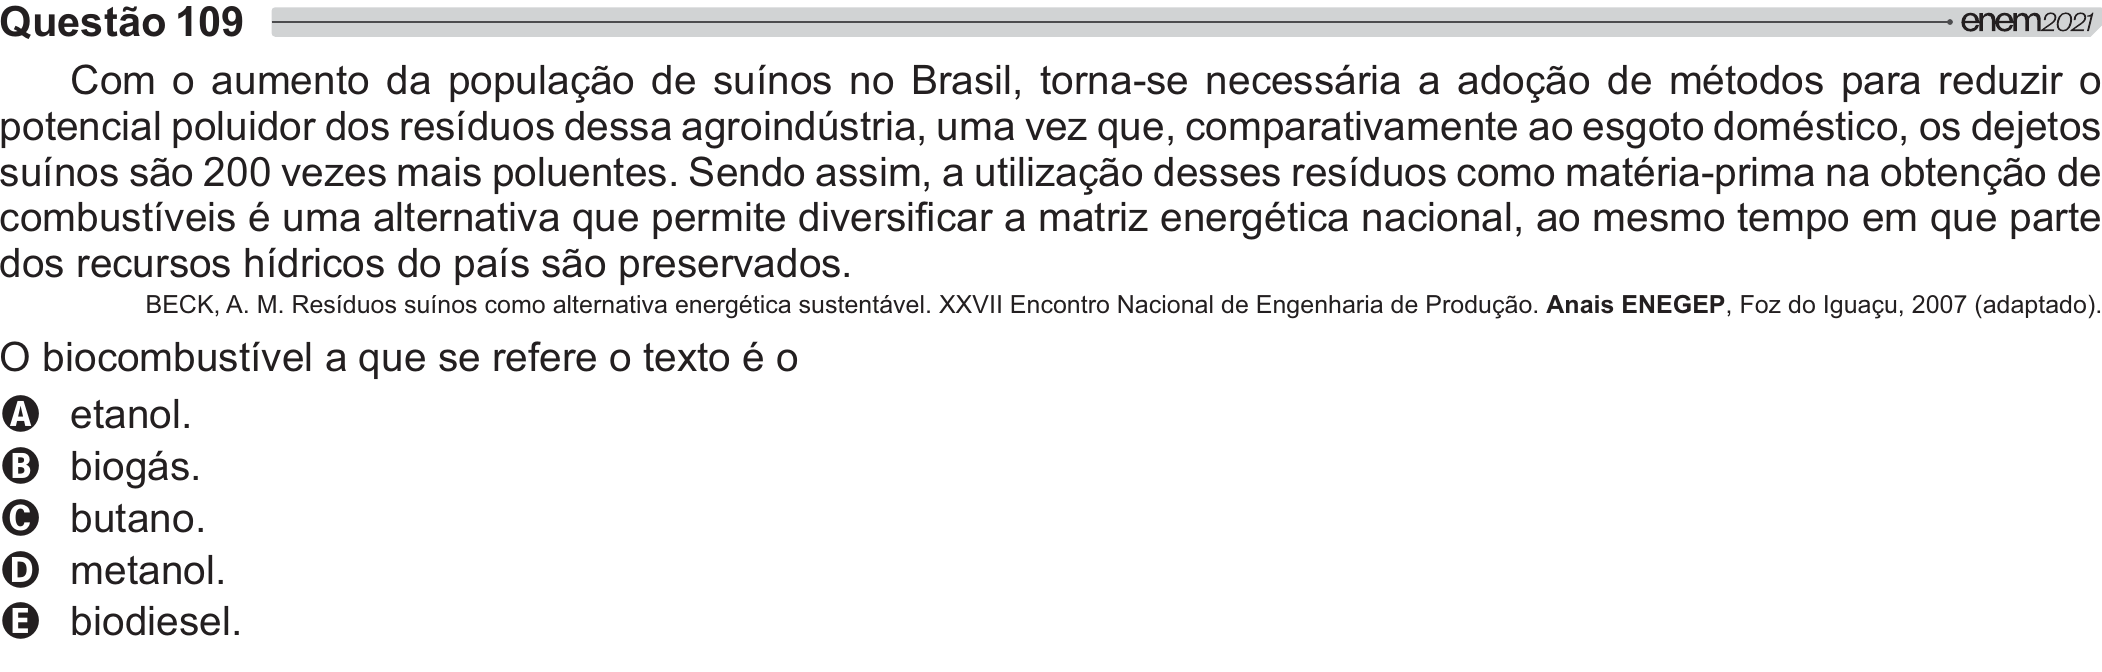 Questão 109 enem2021
Com o aumento da população de suínos no Brasil, torna-se necessária a adoção de métodos para reduzir o
potencial poluidor dos resíduos dessa agroindústria, uma vez que, comparativamente ao esgoto doméstico, os dejetos
suínos são 200 vezes mais poluentes. Sendo assim, a utilização desses resíduos como matéria-prima na obtenção de
combustíveis é uma alternativa que permite diversificar a matriz energética nacional, ao mesmo tempo em que parte
dos recursos hídricos do país são preservados.
BECK, A. M. Resíduos suínos como alternativa energética sustentável. XXVII Encontro Nacional de Engenharia de Produção. Anais ENEGEP, Foz do Iguaçu, 2007 (adaptado).
O biocombustível a que se refere o texto é o
A etanol.
B biogás.
C butano.
D metanol.
E biodiesel.